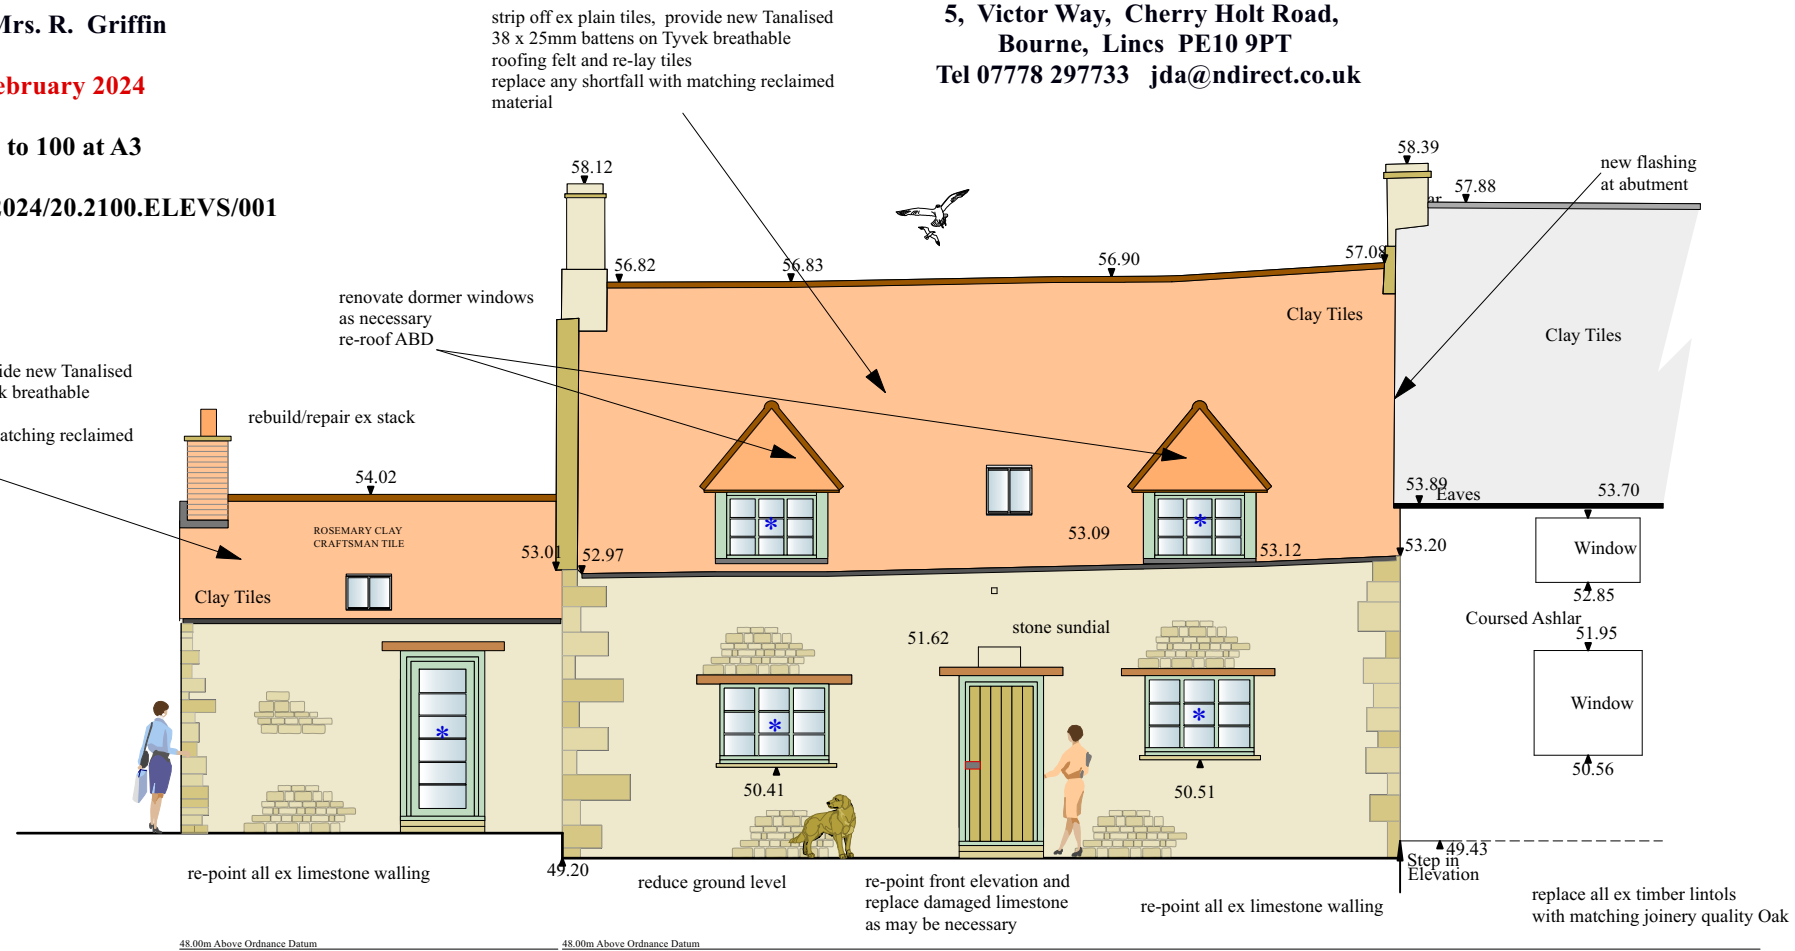 Mrs. R. Griffin
February 2024
to 100 at A3
2024/20.2100.ELEVS/001
strip off ex plain tiles, provide new Tanalised
38 x 25mm battens on Tyvek breathable
roofing felt and re-lay tiles
replace any shortfall with matching reclaimed
material
5, Victor Way, Cherry Holt Road,
Bourne, Lincs PE10 9PT
Tel 07778 297733 jda@ndirect.co.uk
58.12
58.39
57.88
new flashing
at abutment
56.82
56.83
56.90
57.08
renovate dormer windows
as necessary
re-roof ABD
Clay Tiles
Clay Tiles
ide new Tanalised
k breathable
atching reclaimed
rebuild/repair ex stack
54.02
ROSEMARY CLAY
CRAFTSMAN TILE
53.01
52.97
53.09
53.12
53.20
53.89
Eaves
53.70
Window
52.85
Clay Tiles
Coursed Ashlar
51.95
Window
50.56
51.62
stone sundial
*
*
*
*
*
50.41
50.51
49.20
49.43
Step in
Elevation
re-point all ex limestone walling
reduce ground level
re-point front elevation and
replace damaged limestone
as may be necessary
re-point all ex limestone walling
replace all ex timber lintols
with matching joinery quality Oak
48.00m Above Ordnance Datum
48.00m Above Ordnance Datum